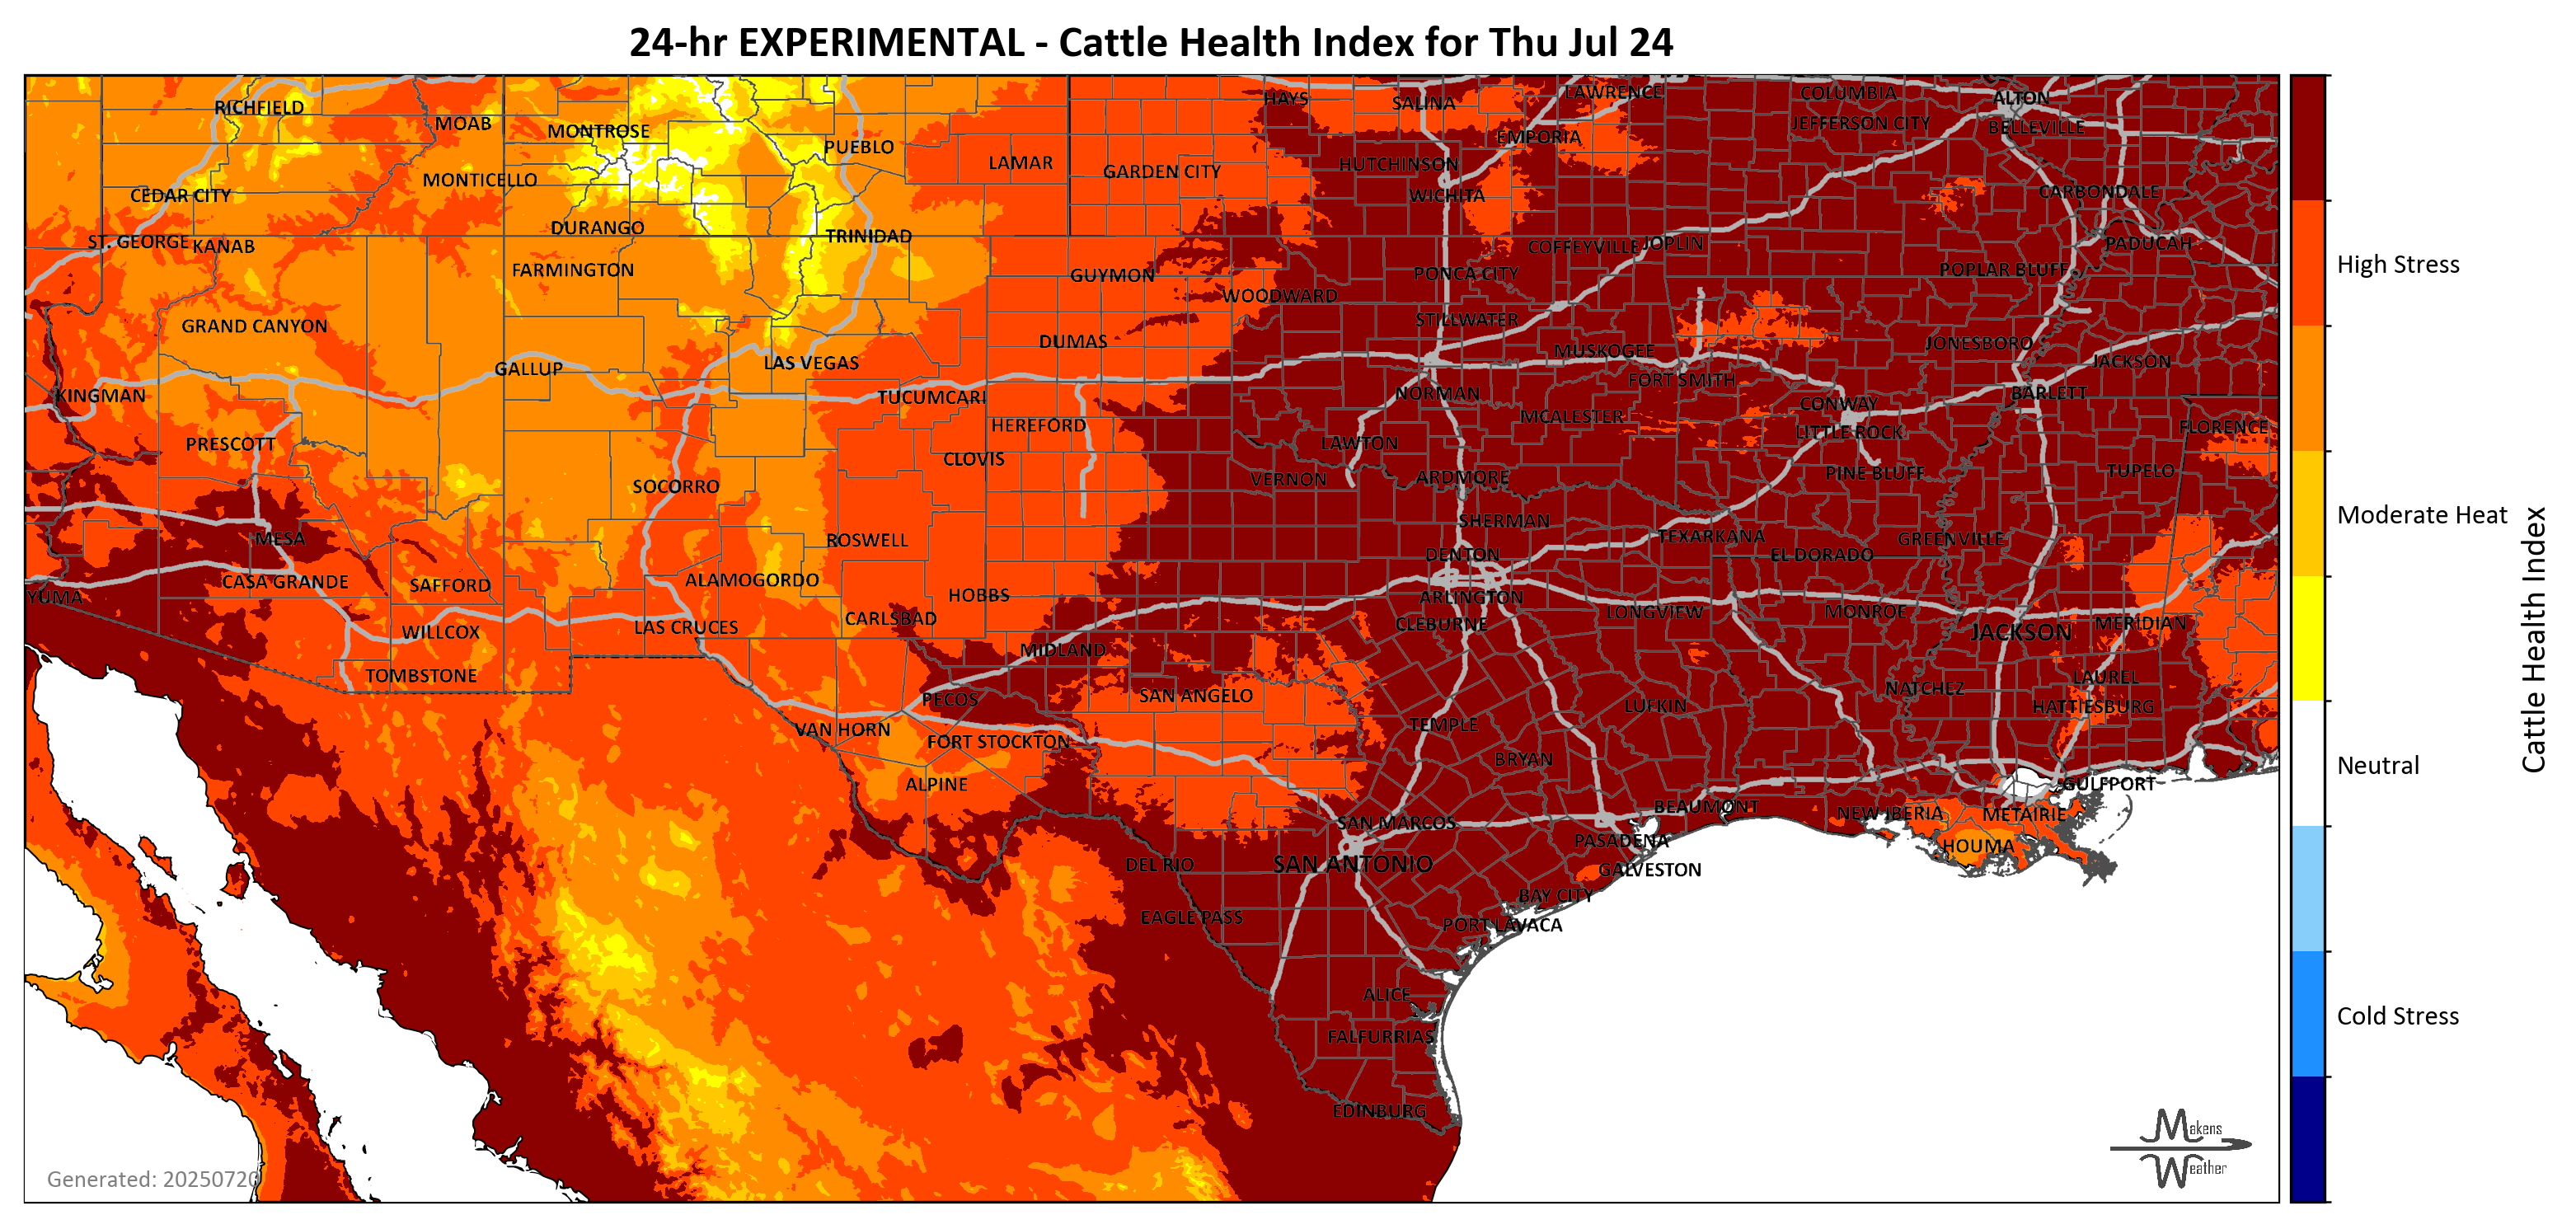 24-hr EXPERIMENTAL - Cattle Health Index for Thu Jul 24
RICHFIELD
MOAB
MONTROSE
PUEBLO
LAMAR
GARDEN CITY
HAYS
SALINA
LAWRENCE
EMPORIA
HUTCHINSON
WICHITA
COLUMBIA
JEFFERSON CITY
ALTON
BELLEVILLE
CARBONDALE
PADUCAH
CEDAR CITY
MONTICELLO
DURANGO
TRINIDAD
ST. GEORGE
KANAB
FARMINGTON
GUYMON
WOODWARD
PONCA CITY
COFFEYVILLE
JOPLIN
POPLAR BLUFF
GRAND CANYON
GALLUP
LAS VEGAS
DUMAS
STILLWATER
MUSKOGEE
FORT SMITH
JONESBORO
JACKSON
BARLETT
KINGMAN
PRESCOTT
TUCUMCARI
HEREFORD
CLOVIS
NORMAN
MCALESTER
LAWTON
VERNON
ARDMORE
CONWAY
LITTLE ROCK
PINE BLUFF
FLORENCE
TUPELO
SOCORRO
MESA
CASA GRANDE
SAFFORD
YUMA
WILLCOX
TOMBSTONE
ROSWELL
ALAMOGORDO
LAS CRUCES
CARLSBAD
HOBBS
SHERMAN
DENTON
ARLINGTON
CLEBURNE
TEXARKANA
EL DORADO
GREENVILLE
LONGVIEW
MONROE
JACKSON
MERIDIAN
MIDLAND
PECOS
SAN ANGELO
VAN HORN
FORT STOCKTON
ALPINE
TEMPLE
BRYAN
LUFKIN
NATCHEZ
LAUREL
HATTIESBURG
GULFPORT
SAN MARCOS
SAN ANTONIO
BEAUMONT
PASADENA
GALVESTON
NEW IBERIA
METAIRIE
HOUMA
DEL RIO
EAGLE PASS
BAY CITY
PORT LAVACA
ALICE
FALFURRIAS
EDINBURG
Generated: 20250720
Makens
Weather
High Stress
Moderate Heat
Neutral
Cold Stress
Cattle Health Index